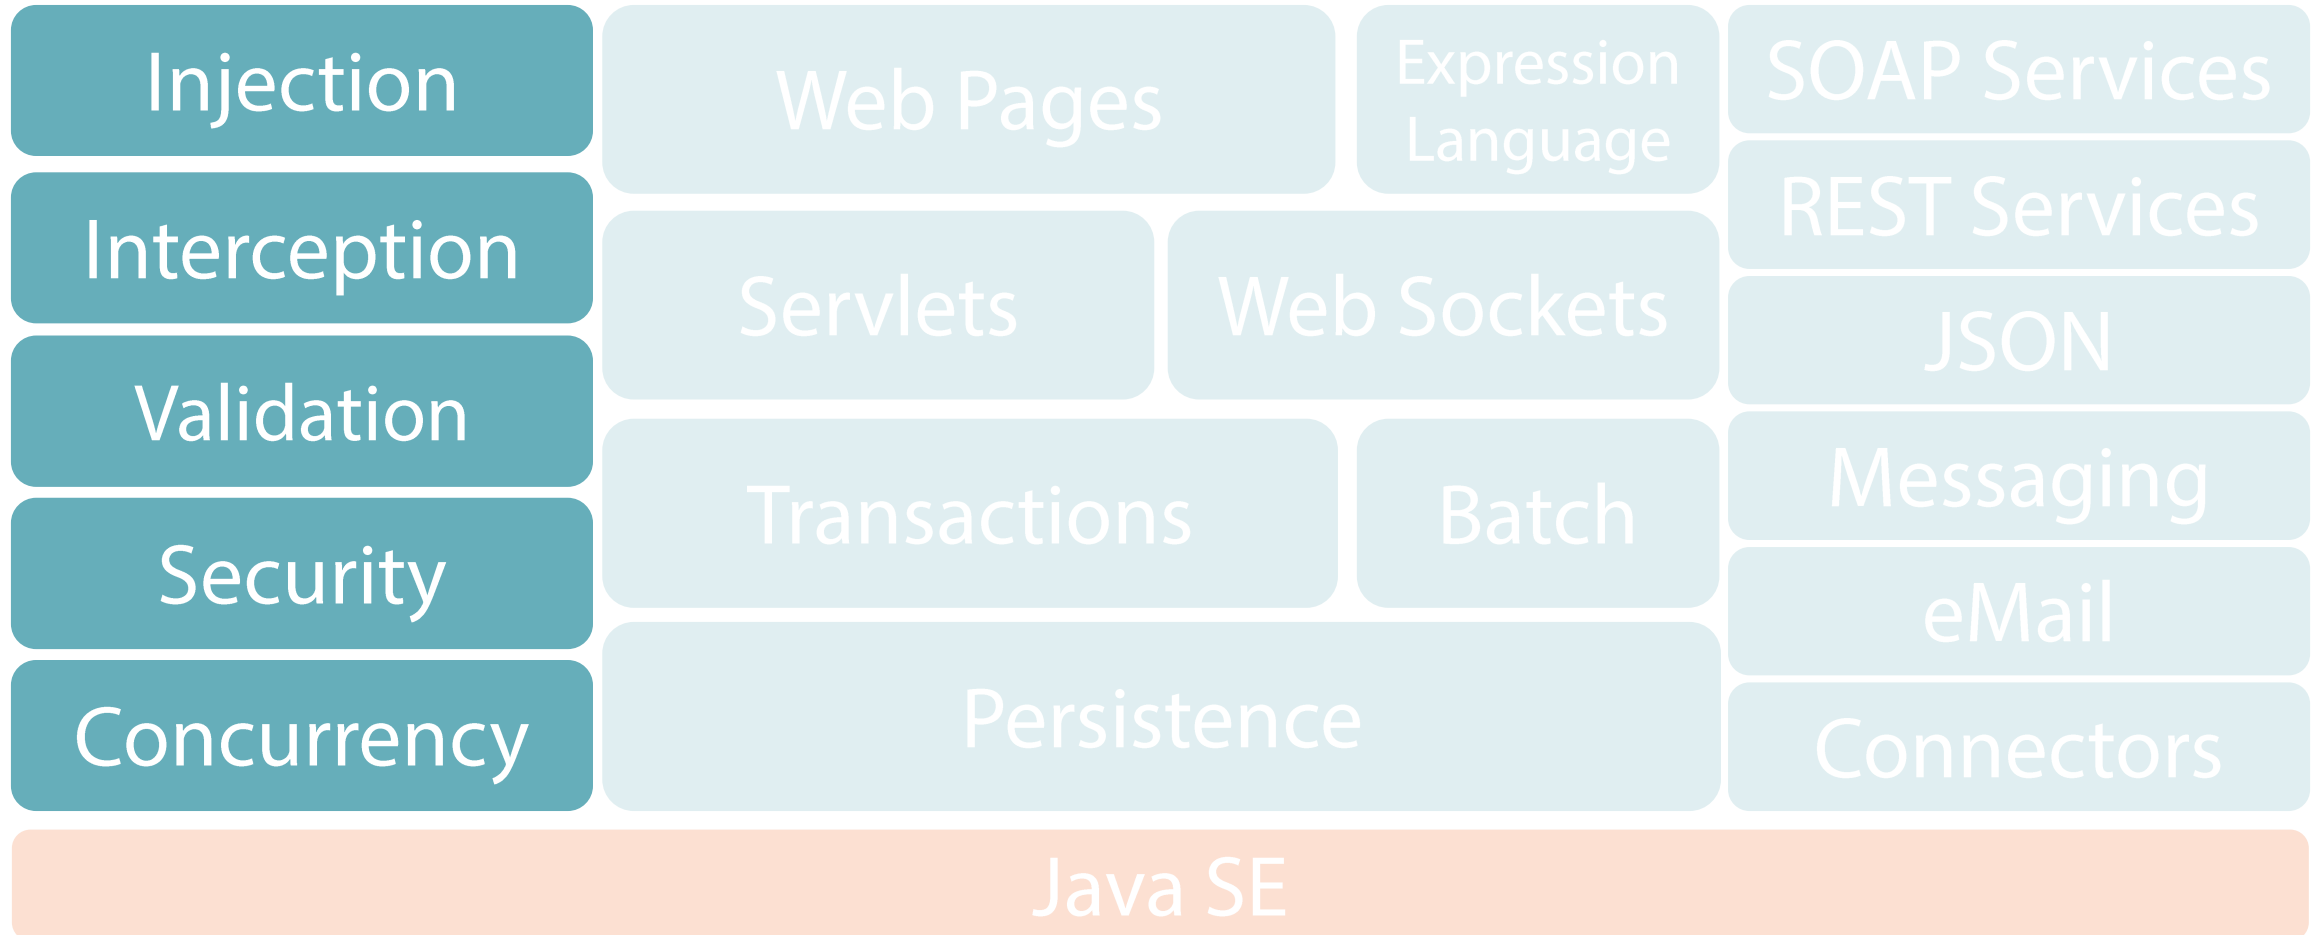 Injection
Interception
Validation
Security
Concurrency
Web Pages
Expression
Language
Servlets
Web Sockets
Transactions
Batch
Persistence
SOAP Services
REST Services
JSON
Messaging
eMail
Connectors
Java SE